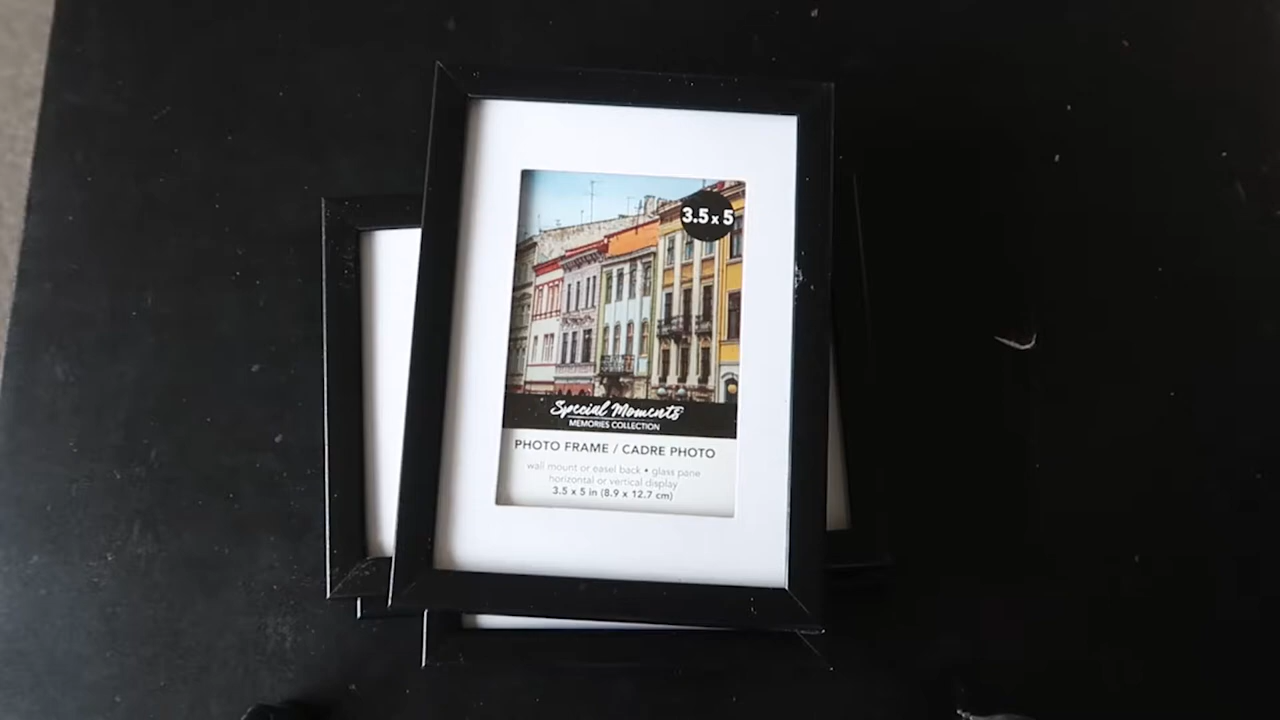 3.5 x 5
Special Moments
MEMORIES COLLECTION
PHOTO FRAME / CADRE PHOTO
wall mount or easel back • glass pane
horizontal or vertical display
3.5 x 5 in (8.9 x 12.7 cm)